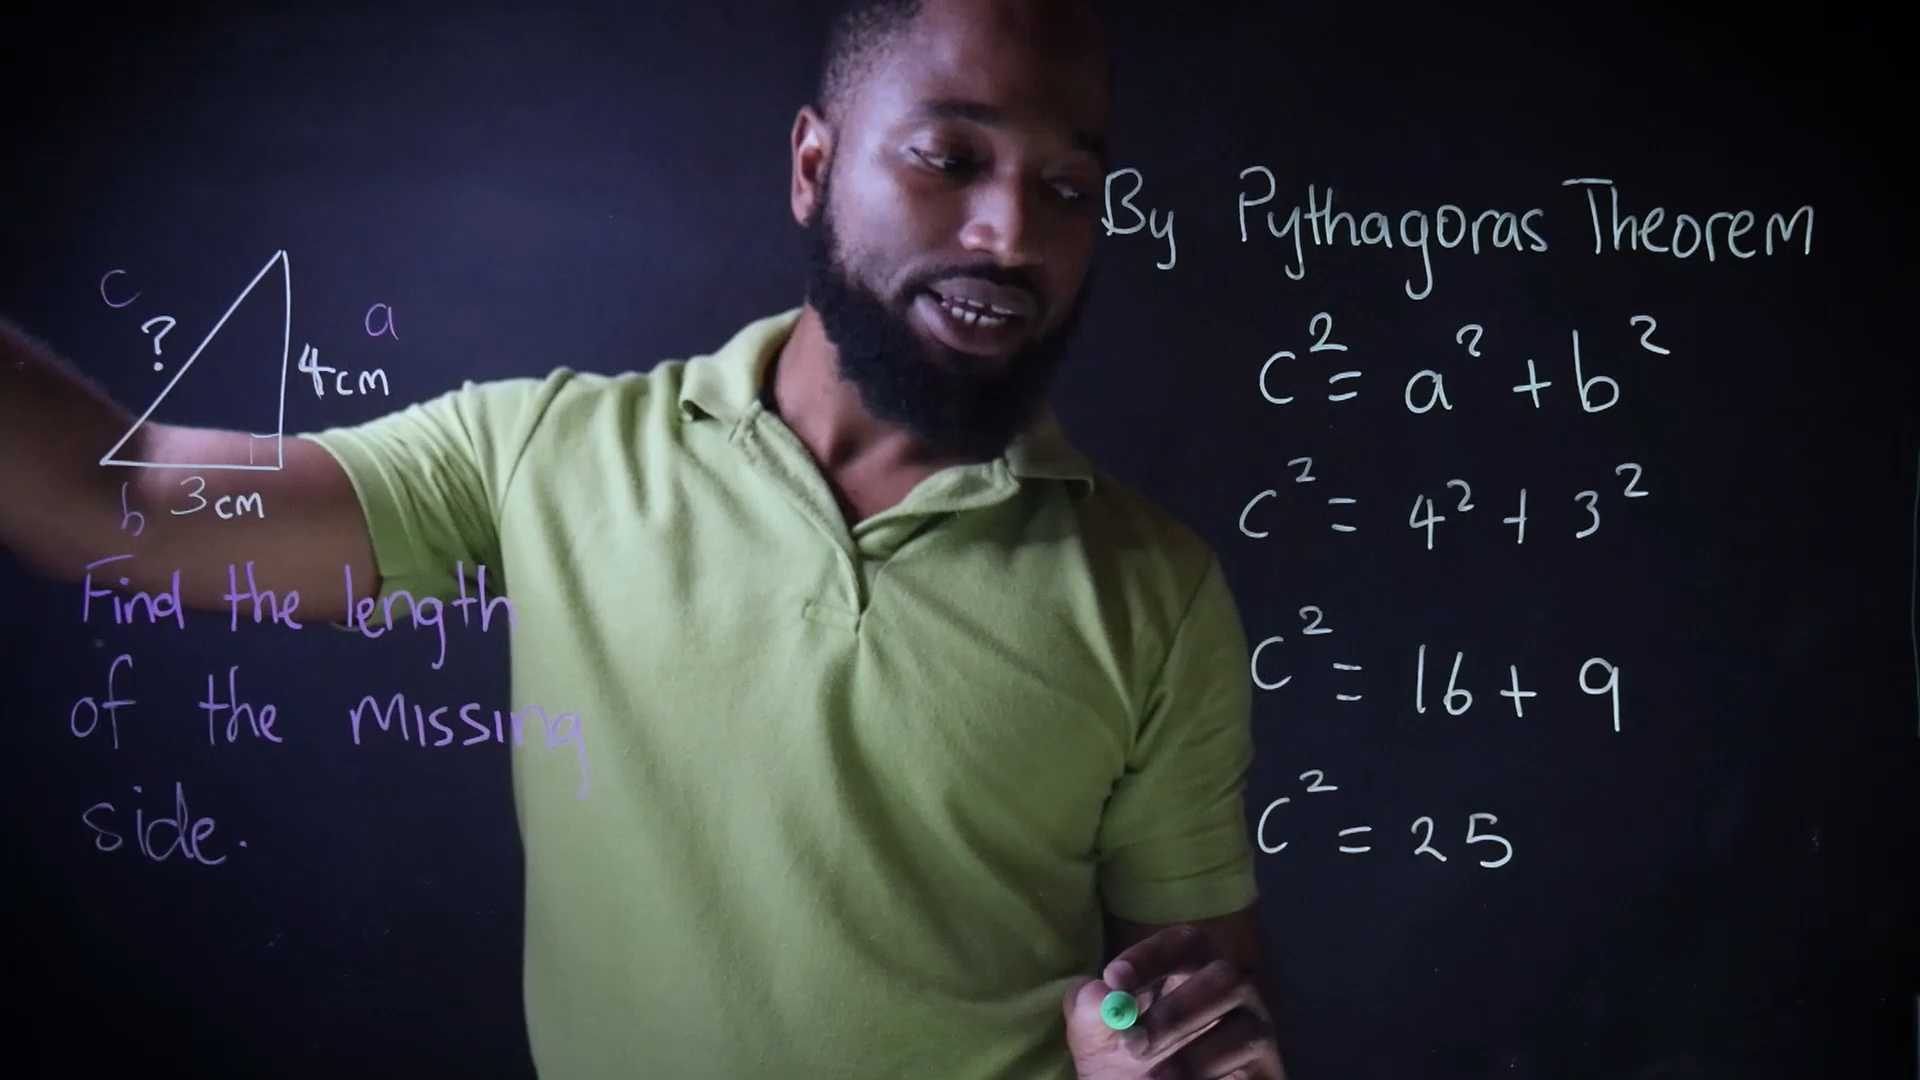 c
?
a
4cm
b
3cm
Find the length
of the missing
side.
By Pythagoras Theorem
c² = a² + b²
c² = 4² + 3²
c² = 16 + 9
c² = 25